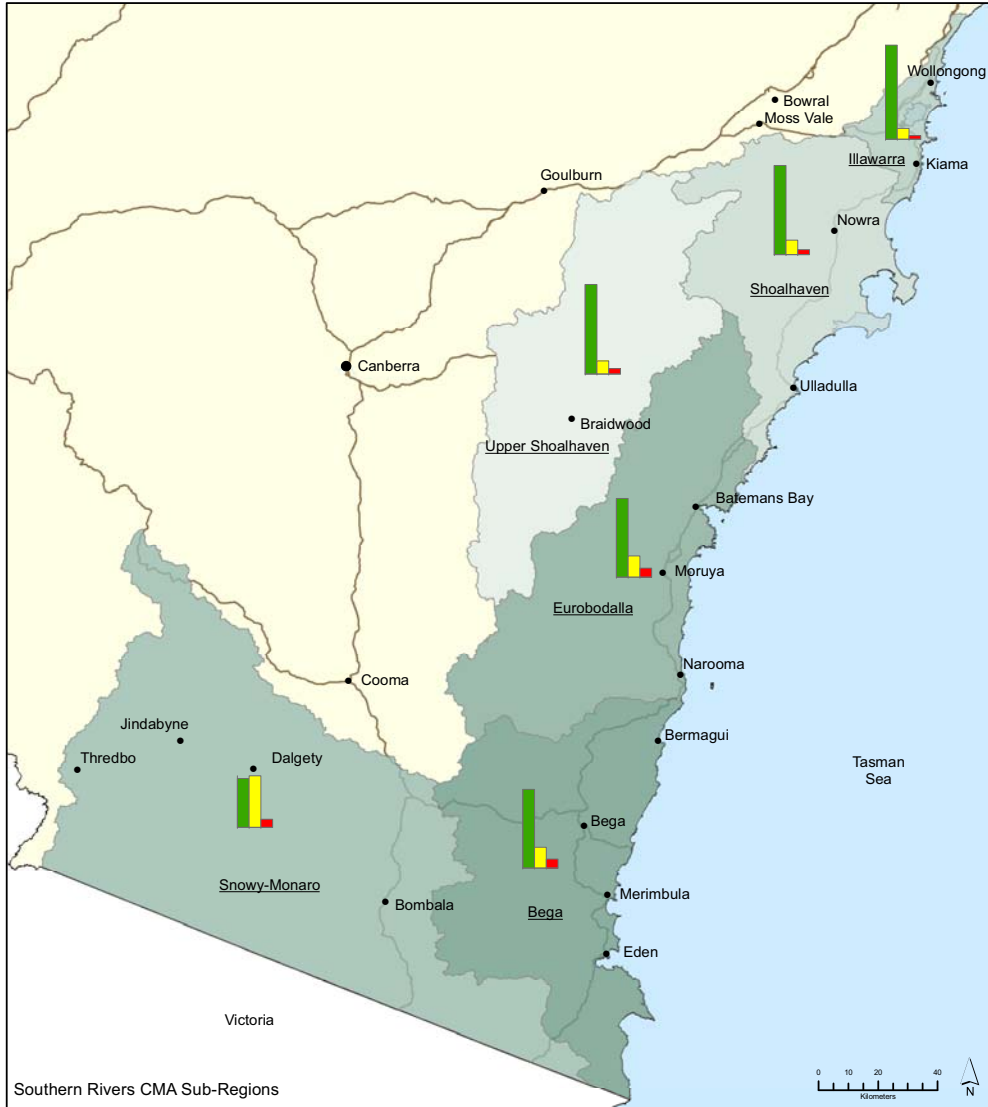 Wollongong
Bowral
Moss Vale
Illawarra
Kiama
Goulburn
Nowra
Shoalhaven
Canberra
Ulladulla
Braidwood
Upper Shoalhaven
Batemans Bay
Moruya
Eurobodalla
Narooma
Cooma
Jindabyne
Bermagui
Thredbo
Dalgety
Tasman
Sea
Bega
Snowy-Monaro
Merimbula
Bombala
Bega
Eden
Victoria
Southern Rivers CMA Sub-Regions
0 10 20 40
Kilometers
N